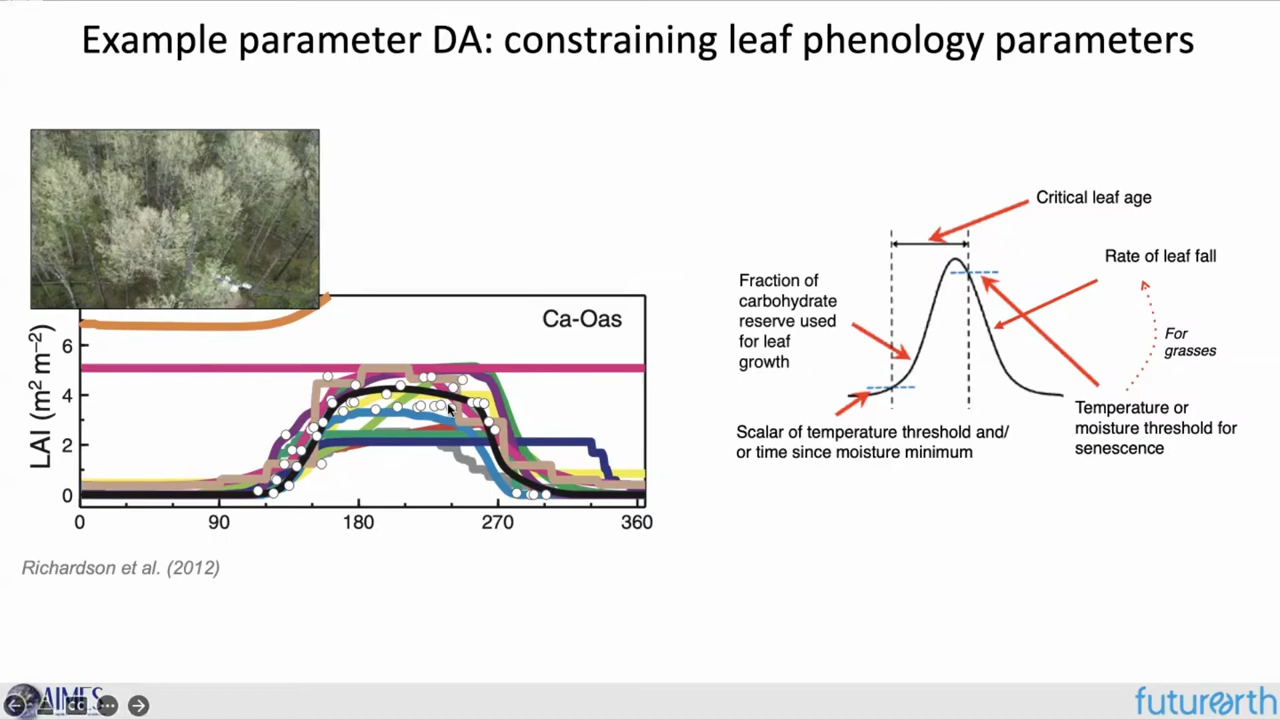 Example parameter DA: constraining leaf phenology parameters
Ca-Oas
LAI (m² m⁻²)
6
4
2
0
0 90 180 270 360
Richardson et al. (2012)
Critical leaf age
Rate of leaf fall
Fraction of
carbohydrate
reserve used
for leaf
growth
For
grasses
Temperature or
moisture threshold for
senescence
Scalar of temperature threshold and/
or time since moisture minimum
AIMES
CC
futurearth